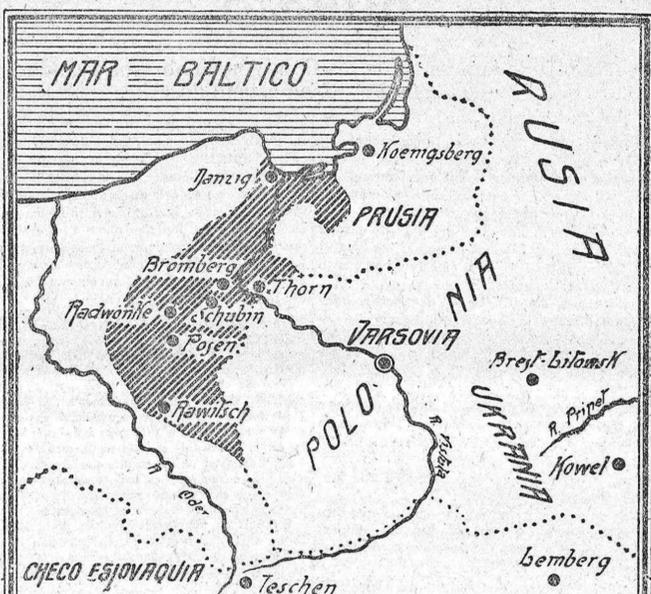 MAR BALTICO
RUSIA
Koenigsberg
Danzig
PRUSIA
Bromberg
Thorn
NIA
Radwonke
Schubin
Posen
VARSOVIA
Brest-Litowsk
Rawitsch
POLO-
UKRANIA
R. Pripet
R. Vistula
Kowel
R. Oder
CHECO ESLOVAQUIA
Teschen
Lemberg